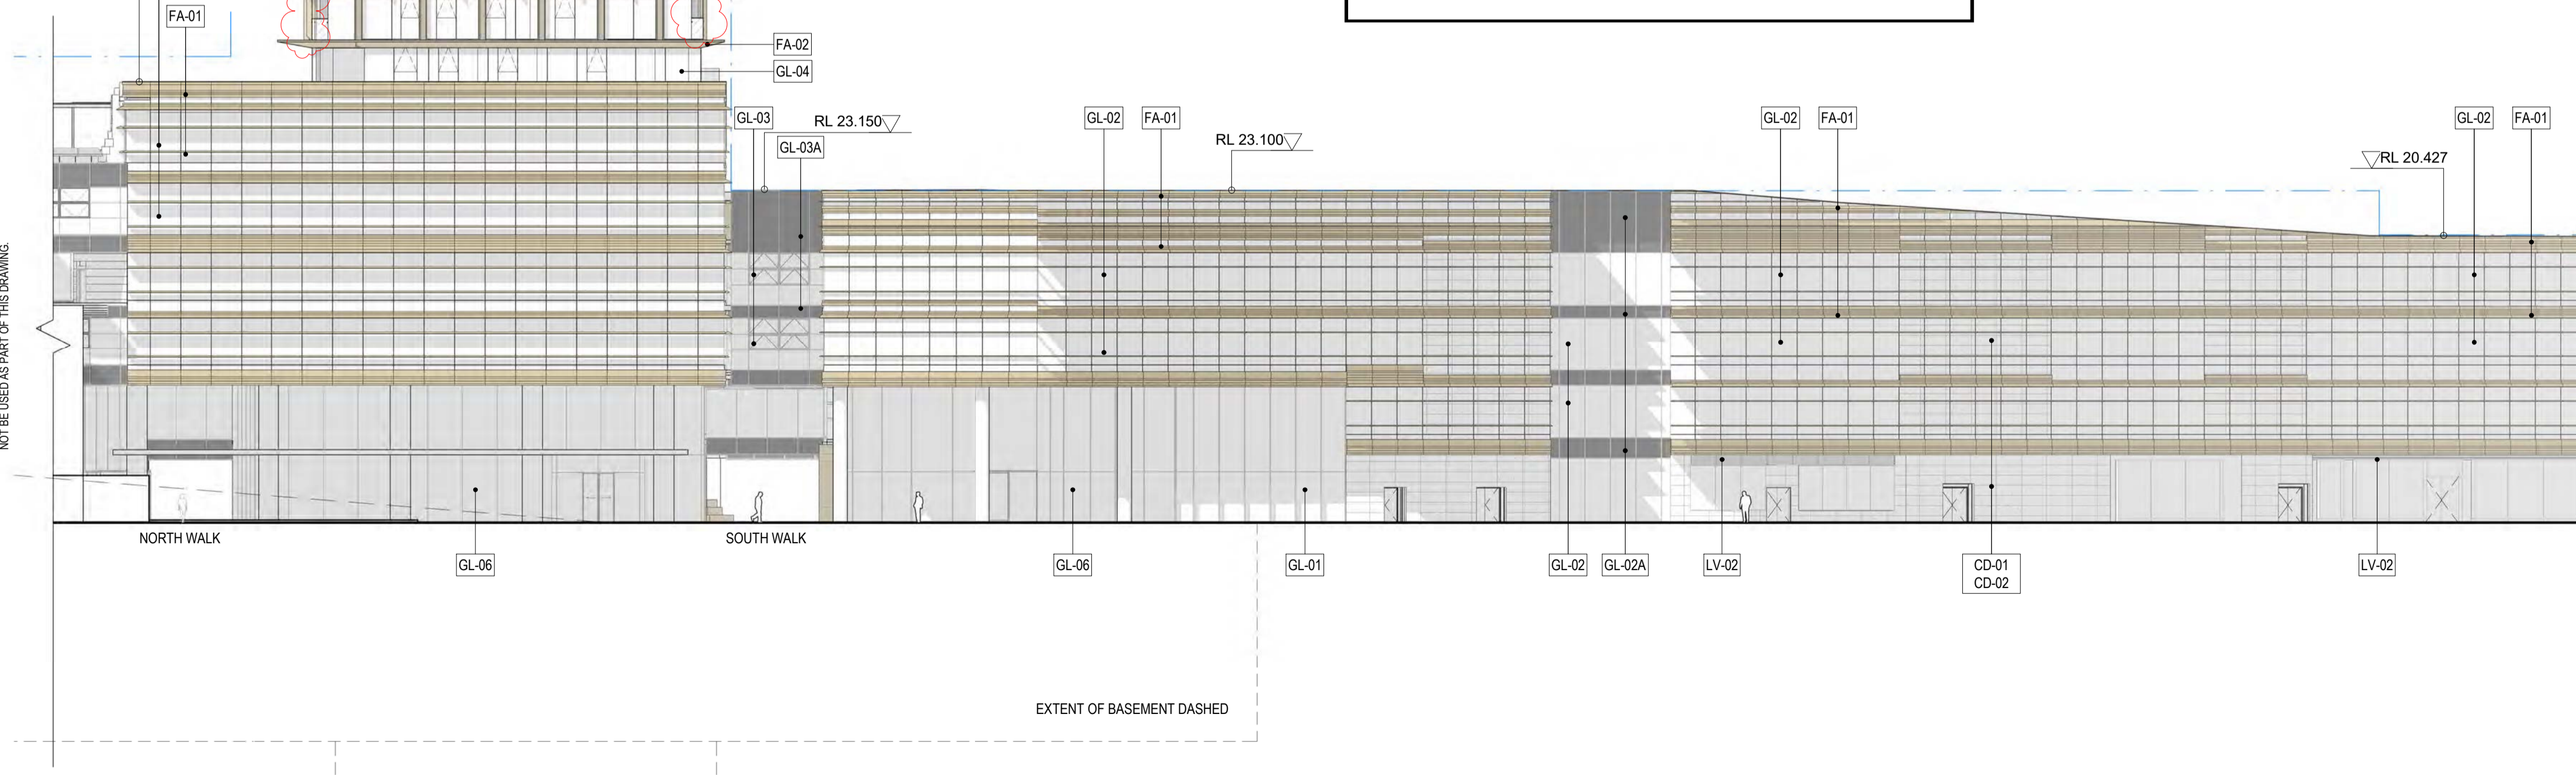 FA-01
FA-02
GL-04
GL-03
RL 23.150
GL-03A
GL-02
FA-01
RL 23.100
GL-02
FA-01
RL 20.427
GL-02
FA-01
NOT BE USED AS PART OF THIS DRAWING.
NORTH WALK
SOUTH WALK
GL-06
GL-06
GL-01
GL-02
GL-02A
LV-02
CD-01
CD-02
LV-02
EXTENT OF BASEMENT DASHED